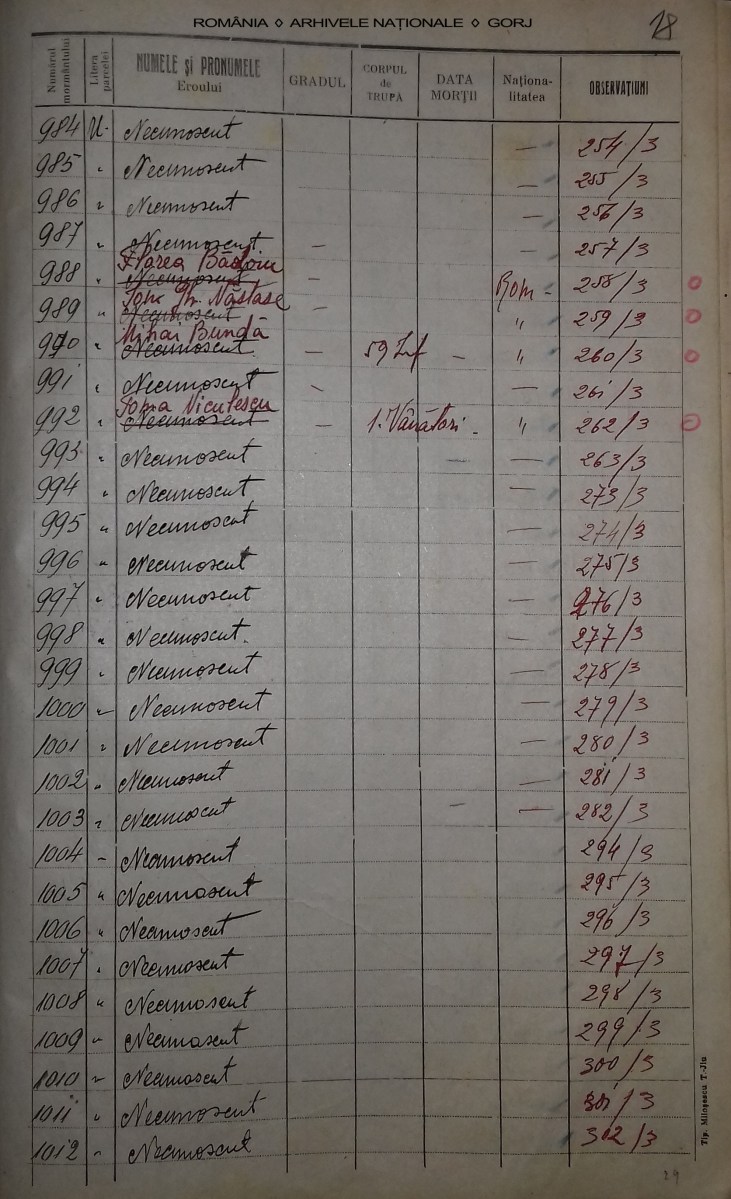 ROMÂNIA ◊ ARHIVELE NAȚIONALE ◊ GORJ
28
Numărul mormântului Litera parcelei NUMELE și PRONUMELE Eroului GRADUL CORPUL de TRUPĂ DATA MORȚII Naționalitatea OBSERVAȚIUNI
984 U. Necunoscut — 254/3
985 " Necunoscut — 255/3
986 " Necunoscut — 256/3
987 " Necunoscut — — 257/3
988 " Florea Necunoscut — Rom - 258/3 o
989 " Ion Gh. Năstase Necunoscut — " 259/3 o
990 " Mihai Bundă Necunoscut — 59 Inf — " 260/3 o
991 " Necunoscut — — 261/3
992 " Toma Niculescu Necunoscut — 1. Vânători - " 262/3 o
993 " Necunoscut — — 263/3
994 " Necunoscut — 273/3
995 " Necunoscut — 274/3
996 " Necunoscut — 275/3
997 " Necunoscut — 276/3
998 " Necunoscut. — 277/3
999 " Necunoscut — 278/3
1000 " Necunoscut — 279/3
1001 " Necunoscut — 280/3
1002 " Necunoscut — 281/3
1003 " Necunoscut — — 282/3
1004 " Necunoscut 294/3
1005 " Necunoscut 295/3
1006 " Necunoscut 296/3
1007 " Necunoscut 297/3
1008 " Necunoscut 298/3
1009 " Necunoscut 299/3
1010 " Necunoscut 300/3
1011 " Necunoscut 301/3
1012 " Necunoscut 302/3
Tip. Miloșescu T.-Jiu
29